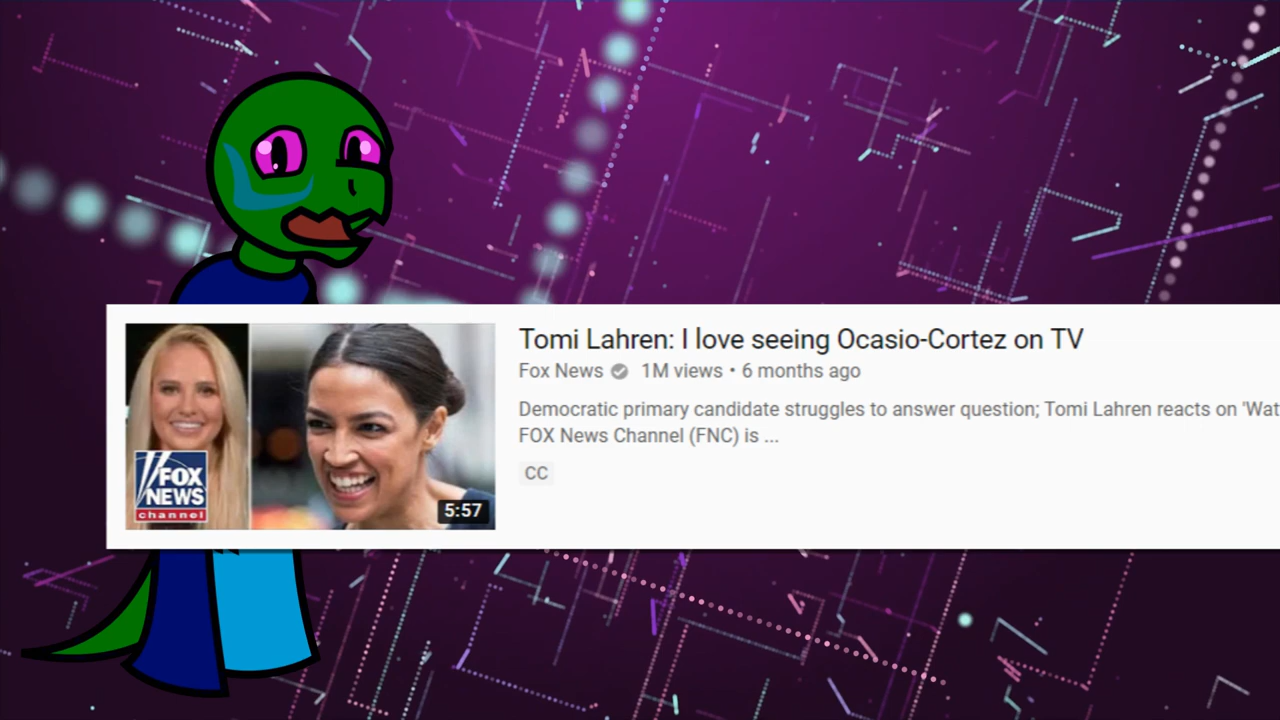 Tomi Lahren: I love seeing Ocasio-Cortez on TV
Fox News 1M views • 6 months ago
Democratic primary candidate struggles to answer question; Tomi Lahren reacts on 'Wat
FOX News Channel (FNC) is ...
CC
FOX
NEWS
channel
5:57